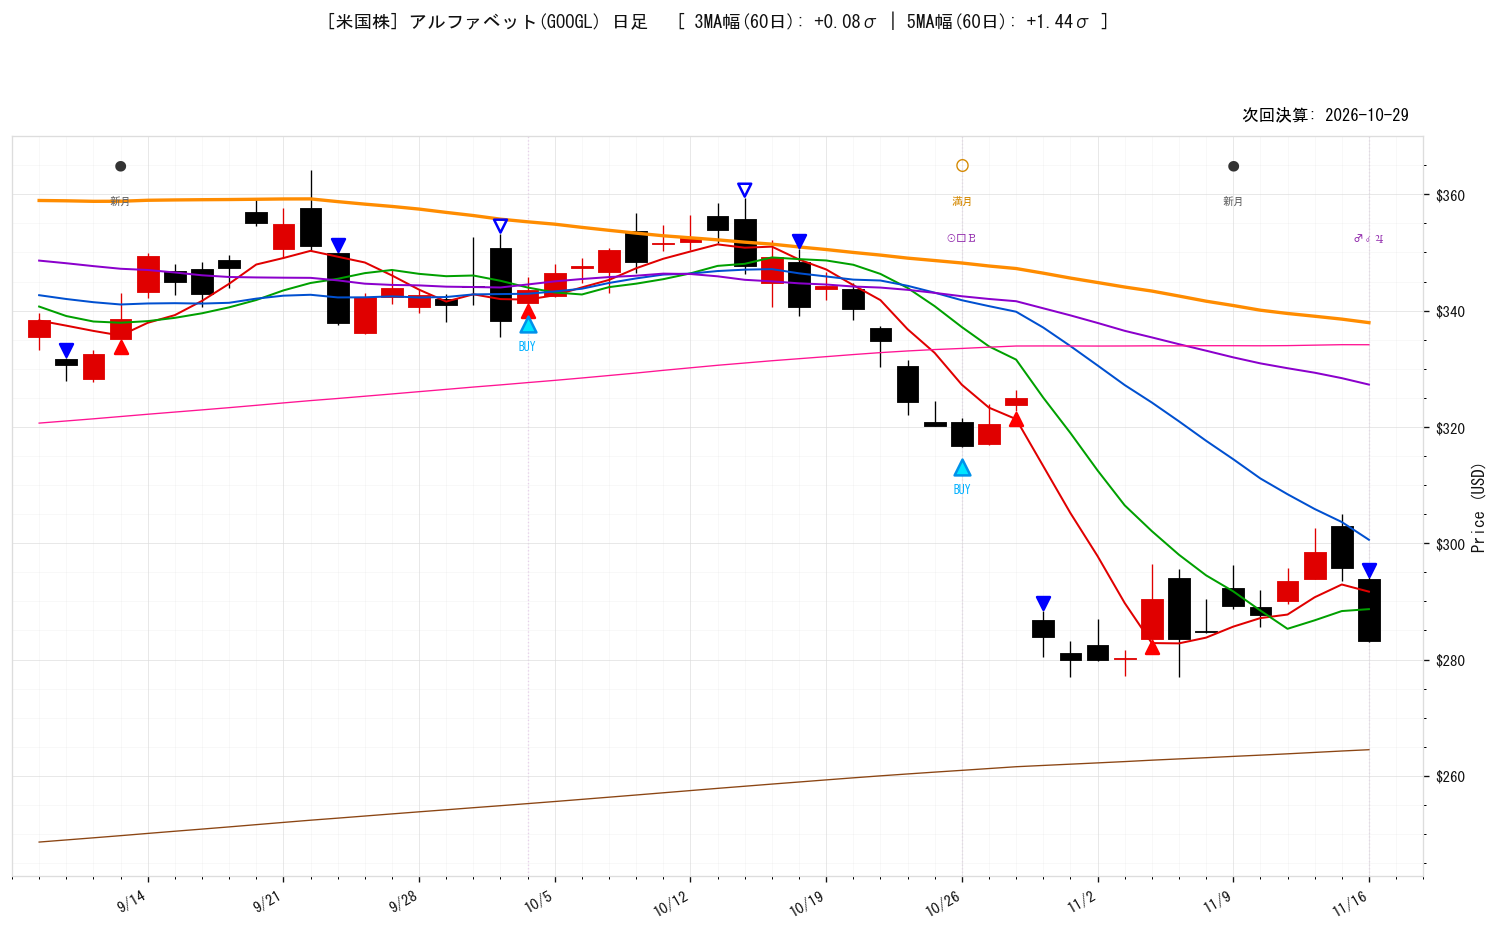 [米国株] アルファベット(GOOGL) 日足 [ 3MA幅(60日): +0.08σ | 5MA幅(60日): +1.44σ ]
次回決算: 2026-10-29
新月
満月
新月
☉□♇
♂☌♃
BUY
BUY
$360
$340
$320
$300
$280
$260
Price (USD)
9/14
9/21
9/28
10/5
10/12
10/19
10/26
11/2
11/9
11/16